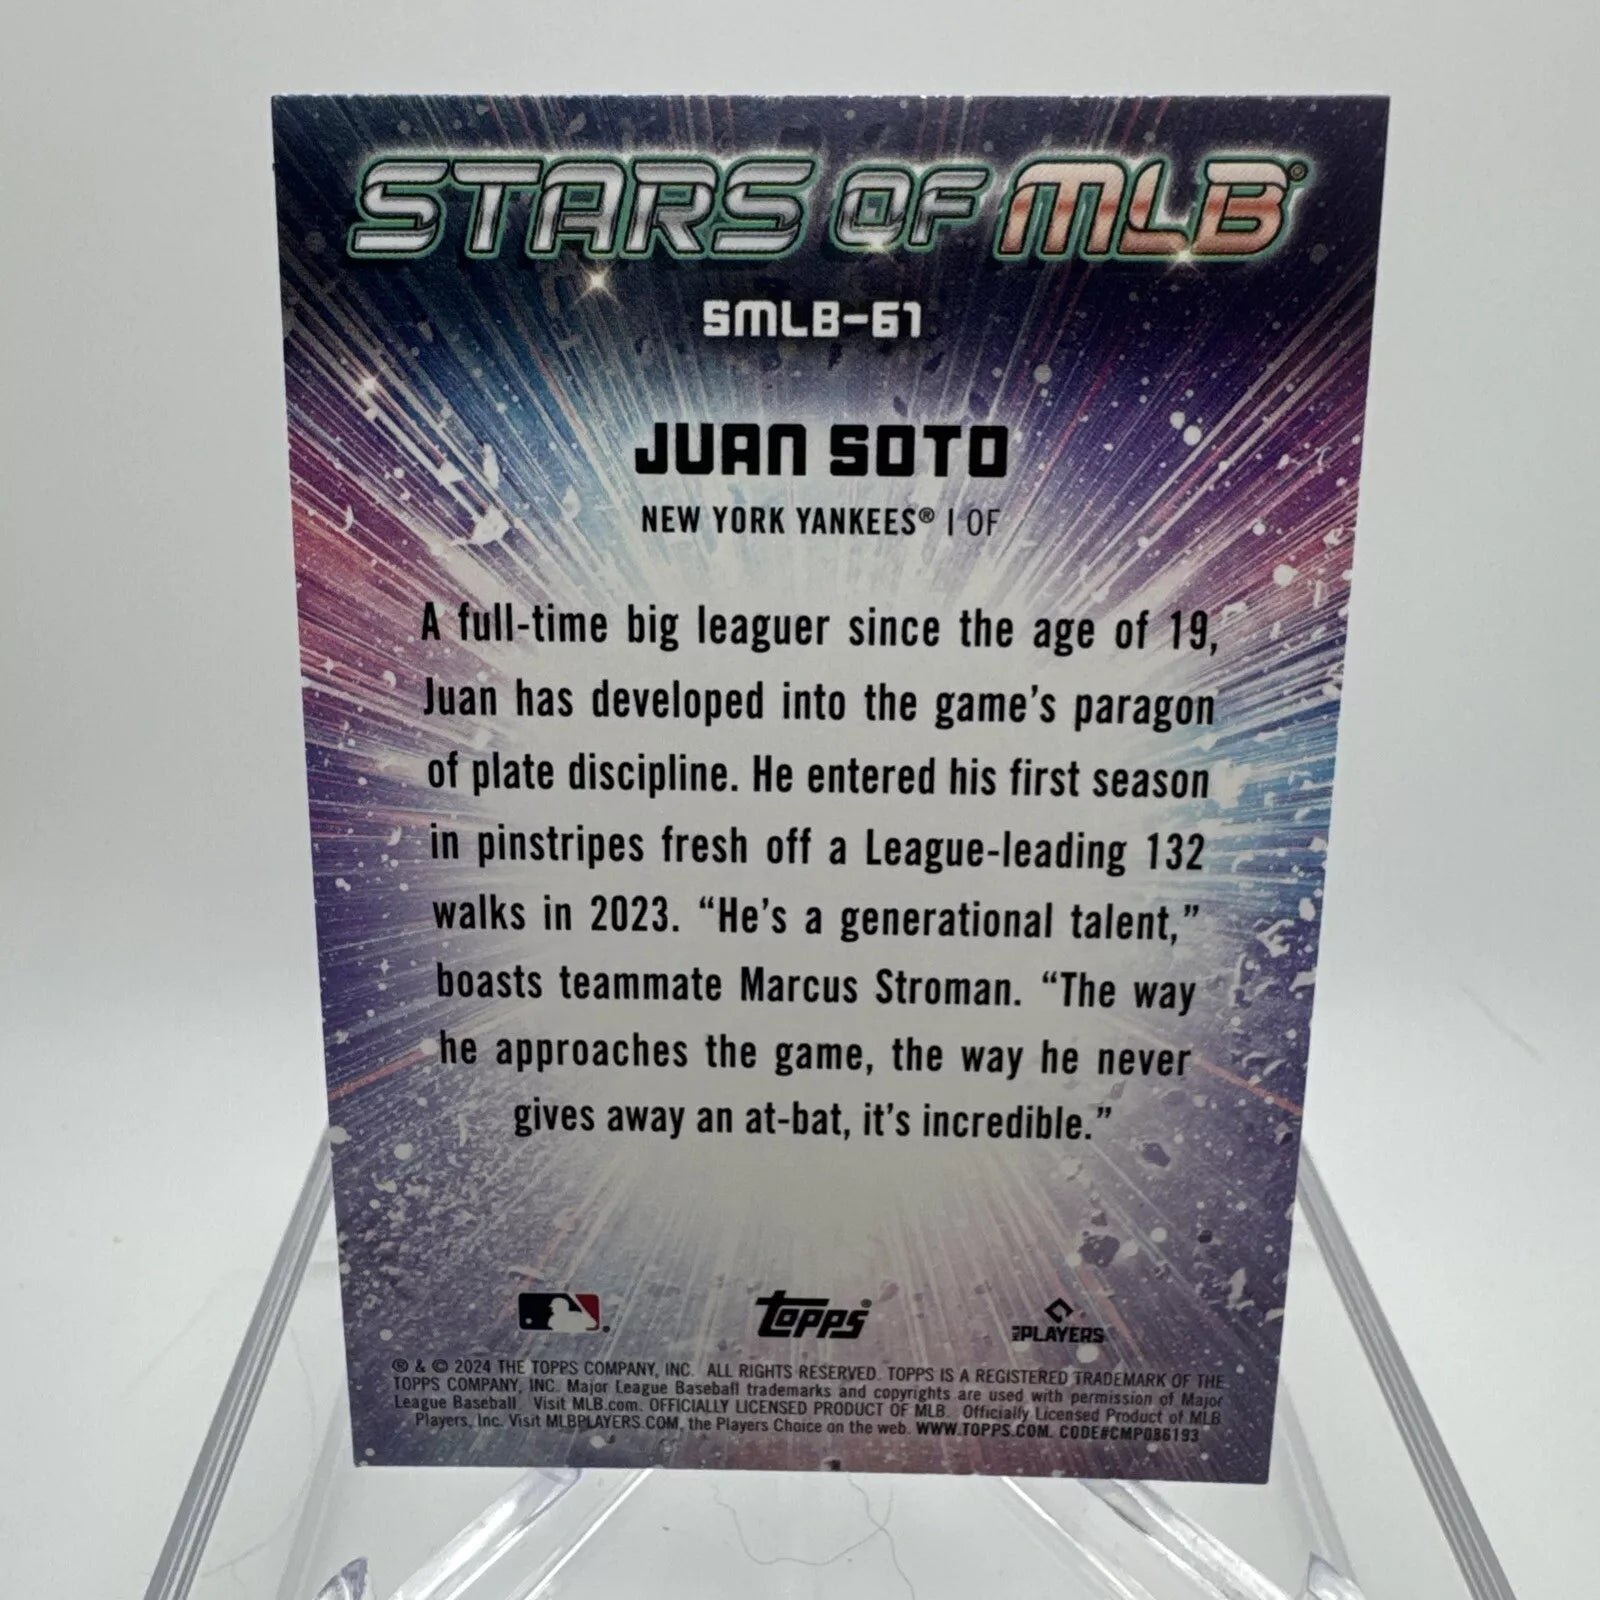 STARS OF MLB®
SMLB-61
JUAN SOTO
NEW YORK YANKEES® | OF
A full-time big leaguer since the age of 19,
Juan has developed into the game's paragon
of plate discipline. He entered his first season
in pinstripes fresh off a League-leading 132
walks in 2023. “He's a generational talent,”
boasts teammate Marcus Stroman. “The way
he approaches the game, the way he never
gives away an at-bat, it's incredible.”
topps® MLB PLAYERS
® & © 2024 THE TOPPS COMPANY, INC. ALL RIGHTS RESERVED. TOPPS IS A REGISTERED TRADEMARK OF THE
TOPPS COMPANY, INC. Major League Baseball trademarks and copyrights are used with permission of Major
League Baseball. Visit MLB.com. OFFICIALLY LICENSED PRODUCT OF MLB. Officially Licensed Product of MLB
Players, Inc. Visit MLBPLAYERS.COM, the Players Choice on the web. WWW.TOPPS.COM. CODE#CMP086193